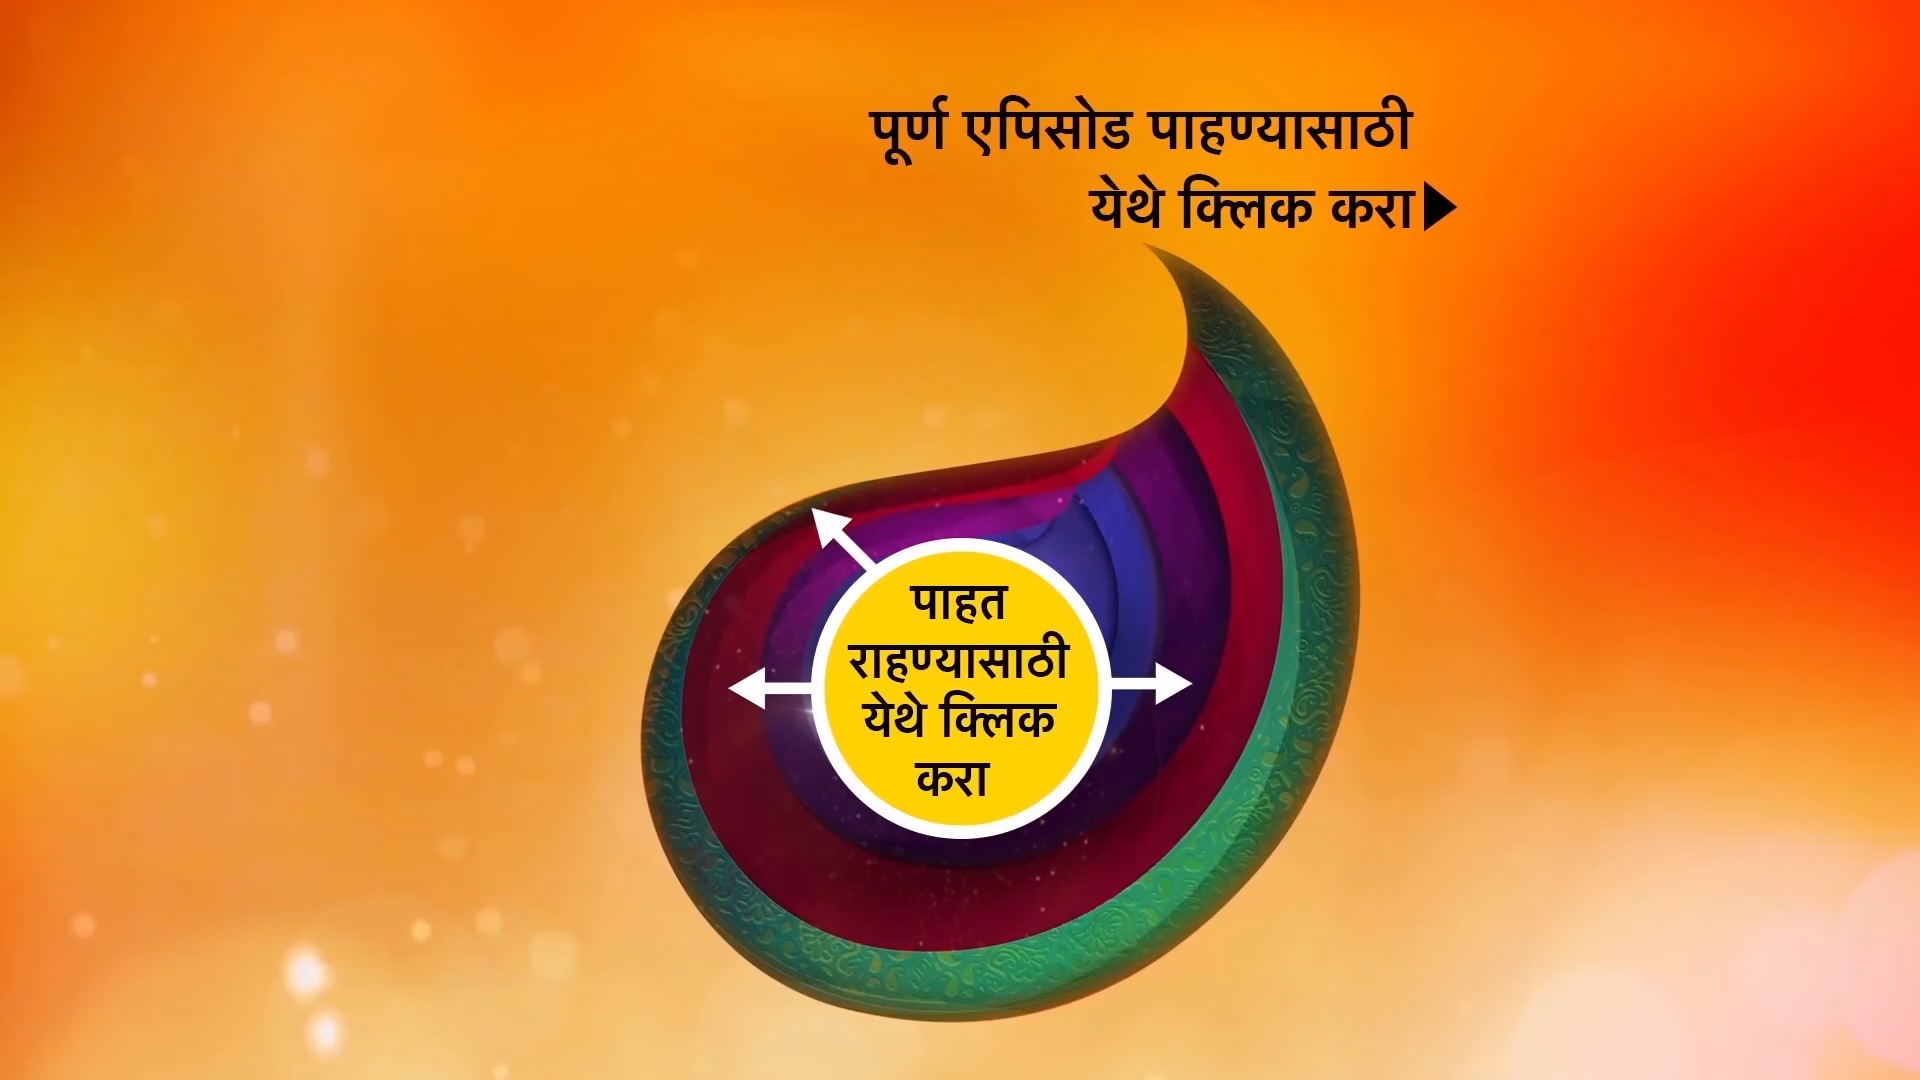 पूर्ण एपिसोड पाहण्यासाठी
येथे क्लिक करा
पाहत
राहण्यासाठी
येथे क्लिक
करा